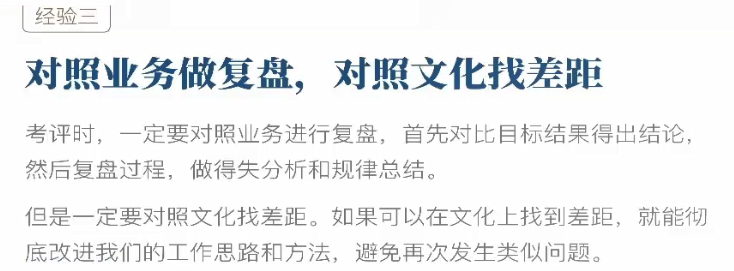 经验三
对照业务做复盘，对照文化找差距
考评时，一定要对照业务进行复盘，首先对比目标结果得出结论，
然后复盘过程，做得失分析和规律总结。
但是一定要对照文化找差距。如果可以在文化上找到差距，就能彻
底改进我们的工作思路和方法，避免再次发生类似问题。